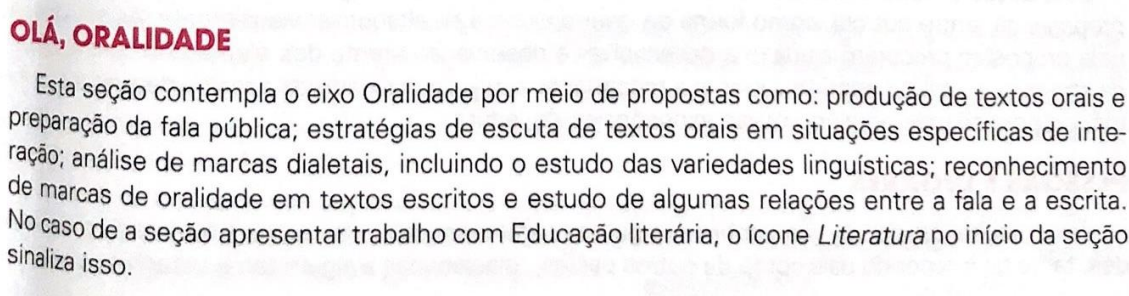 OLÁ, ORALIDADE
Esta seção contempla o eixo Oralidade por meio de propostas como: produção de textos orais e
preparação da fala pública; estratégias de escuta de textos orais em situações específicas de inte-
ração; análise de marcas dialetais, incluindo o estudo das variedades linguísticas; reconhecimento
de marcas de oralidade em textos escritos e estudo de algumas relações entre a fala e a escrita.
No caso de a seção apresentar trabalho com Educação literária, o ícone Literatura no início da seção
sinaliza isso.